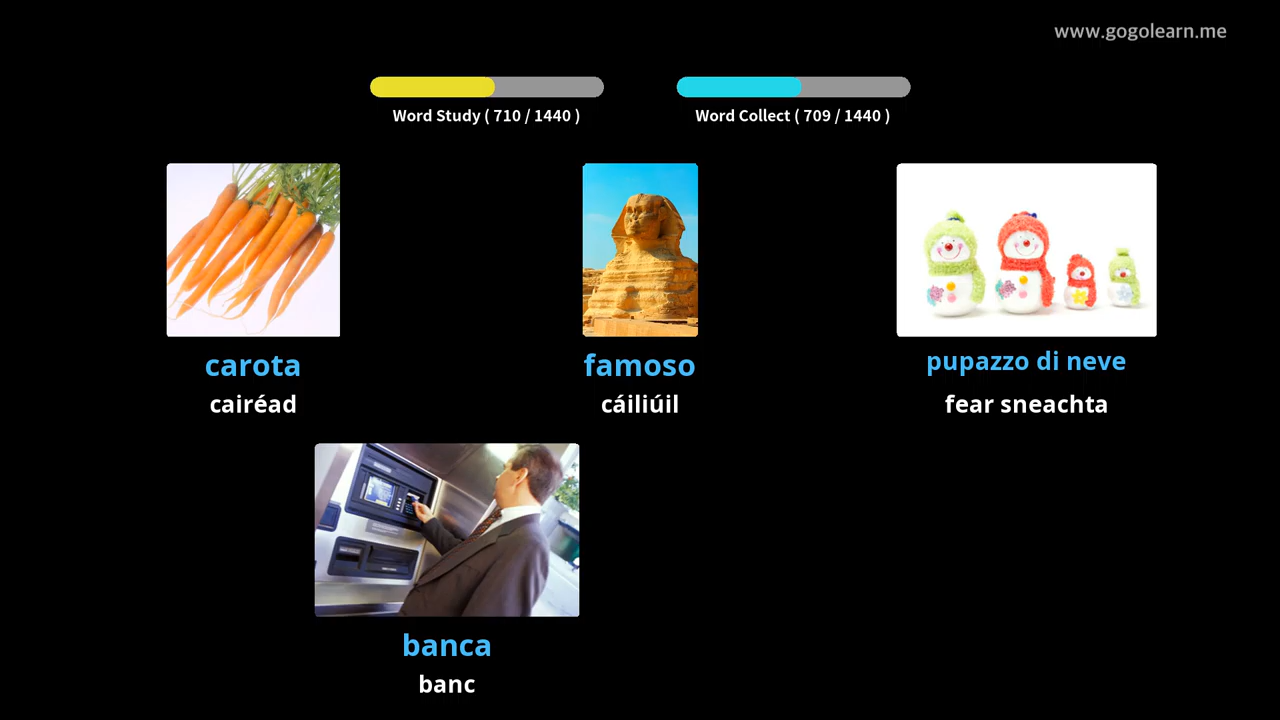 www.gogolearn.me
Word Study ( 710 / 1440 )
Word Collect ( 709 / 1440 )
carota
famoso
pupazzo di neve
cairéad
cáiliúil
fear sneachta
banca
banc